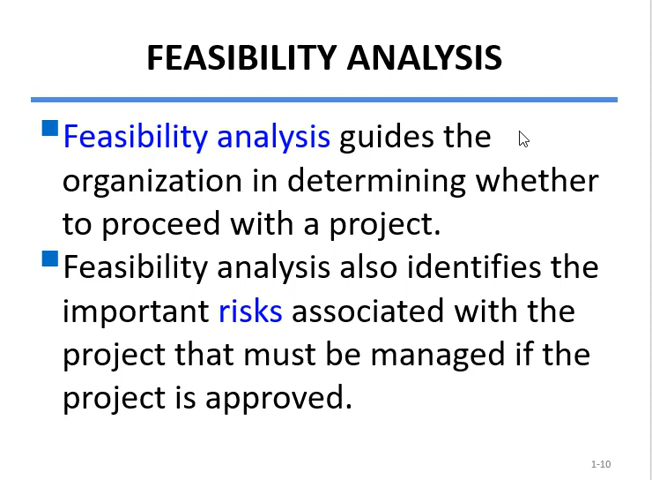 FEASIBILITY ANALYSIS
Feasibility analysis guides the
organization in determining whether
to proceed with a project.
Feasibility analysis also identifies the
important risks associated with the
project that must be managed if the
project is approved.
1-10